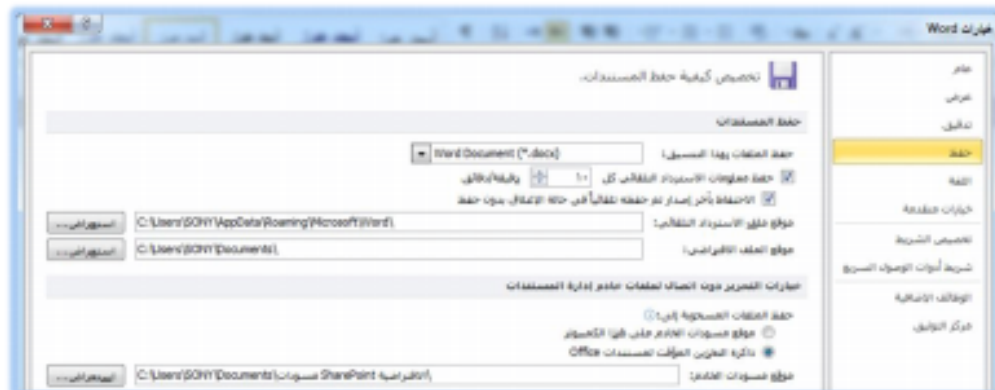 خيارات Word
عام
عرض
تدقيق
حفظ
اللغة
خيارات متقدمة
تخصيص الشريط
شريط أدوات الوصول السريع
الوظائف الإضافية
مركز التوثيق
تخصيص كيفية حفظ المستندات.
حفظ المستندات
حفظ الملفات بهذا التنسيق: Word Document (*.docx)
حفظ معلومات الاسترداد التلقائي كل ١٠ دقيقة/دقائق
الاحتفاظ بآخر إصدار تم حفظه تلقائياً في حالة الإغلاق بدون حفظ
موقع ملف الاسترداد التلقائي: C:\Users\SONY\AppData\Roaming\Microsoft\Word\ استعراض...
موقع الملف الافتراضي: C:\Users\SONY\Documents\ استعراض...
خيارات التحرير دون اتصال لملفات خادم إدارة المستندات
حفظ الملفات المسحوبة إلى:
موقع مسودات الخادم على هذا الكمبيوتر
ذاكرة التخزين المؤقت لمستندات Office
موقع مسودات الخادم: C:\Users\SONY\Documents\مسودات SharePoint الافتراضية\ استعراض...